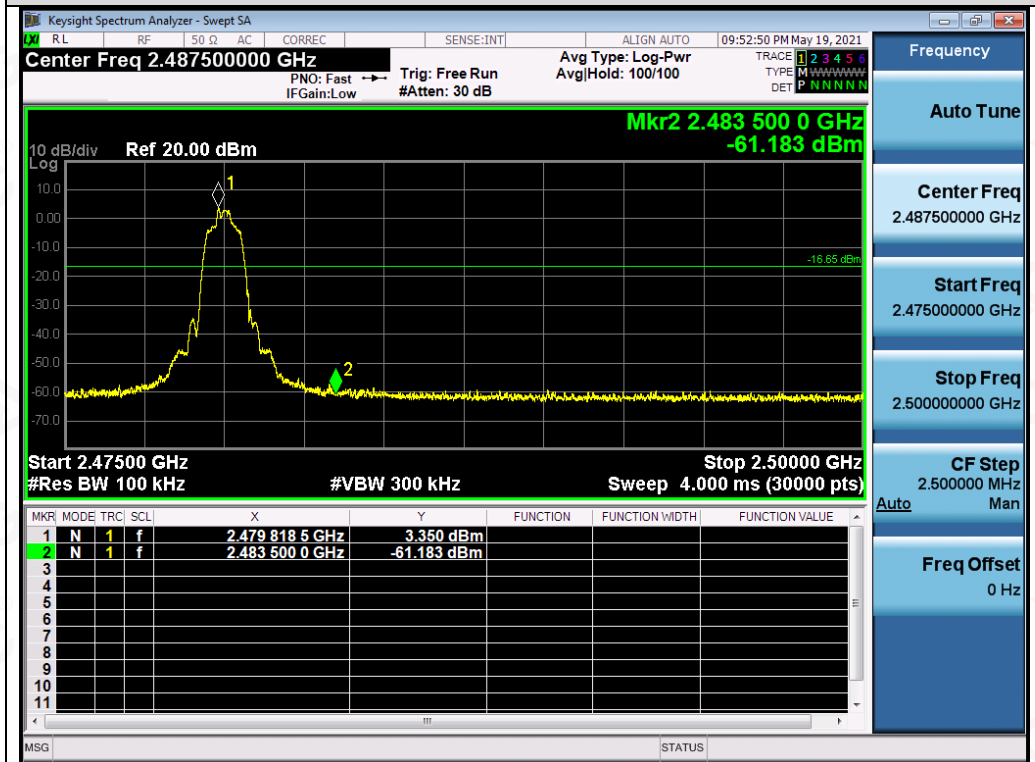 Keysight Spectrum Analyzer - Swept SA
LXI RL RF 50 Ω AC CORREC SENSE:INT ALIGN AUTO 09:52:50 PM May 19, 2021
Center Freq 2.487500000 GHz
PNO: Fast
IFGain:Low
Trig: Free Run
#Atten: 30 dB
Avg Type: Log-Pwr
Avg|Hold: 100/100
TRACE 1 2 3 4 5 6
TYPE M W W W W W
DET P N N N N N
Mkr2 2.483 500 0 GHz
-61.183 dBm
10 dB/div Ref 20.00 dBm
Log
10.0
0.00
-10.0
-20.0
-30.0
-40.0
-50.0
-60.0
-70.0
1
-16.65 dBm
2
Start 2.47500 GHz Stop 2.50000 GHz
#Res BW 100 kHz #VBW 300 kHz Sweep 4.000 ms (30000 pts)
MKR MODE TRC SCL X Y FUNCTION FUNCTION WIDTH FUNCTION VALUE
1 N 1 f 2.479 818 5 GHz 3.350 dBm
2 N 1 f 2.483 500 0 GHz -61.183 dBm
3
4
5
6
7
8
9
10
11
MSG STATUS
Frequency
Auto Tune
Center Freq
2.487500000 GHz
Start Freq
2.475000000 GHz
Stop Freq
2.500000000 GHz
CF Step
2.500000 MHz
Auto Man
Freq Offset
0 Hz